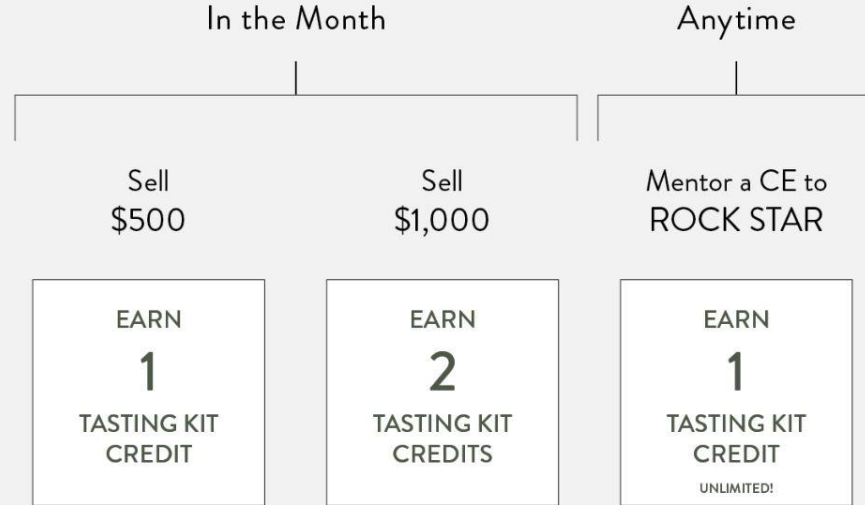 In the Month
Anytime
Sell
$500
Sell
$1,000
Mentor a CE to
ROCK STAR
EARN
1
TASTING KIT
CREDIT
EARN
2
TASTING KIT
CREDITS
EARN
1
TASTING KIT
CREDIT
UNLIMITED!